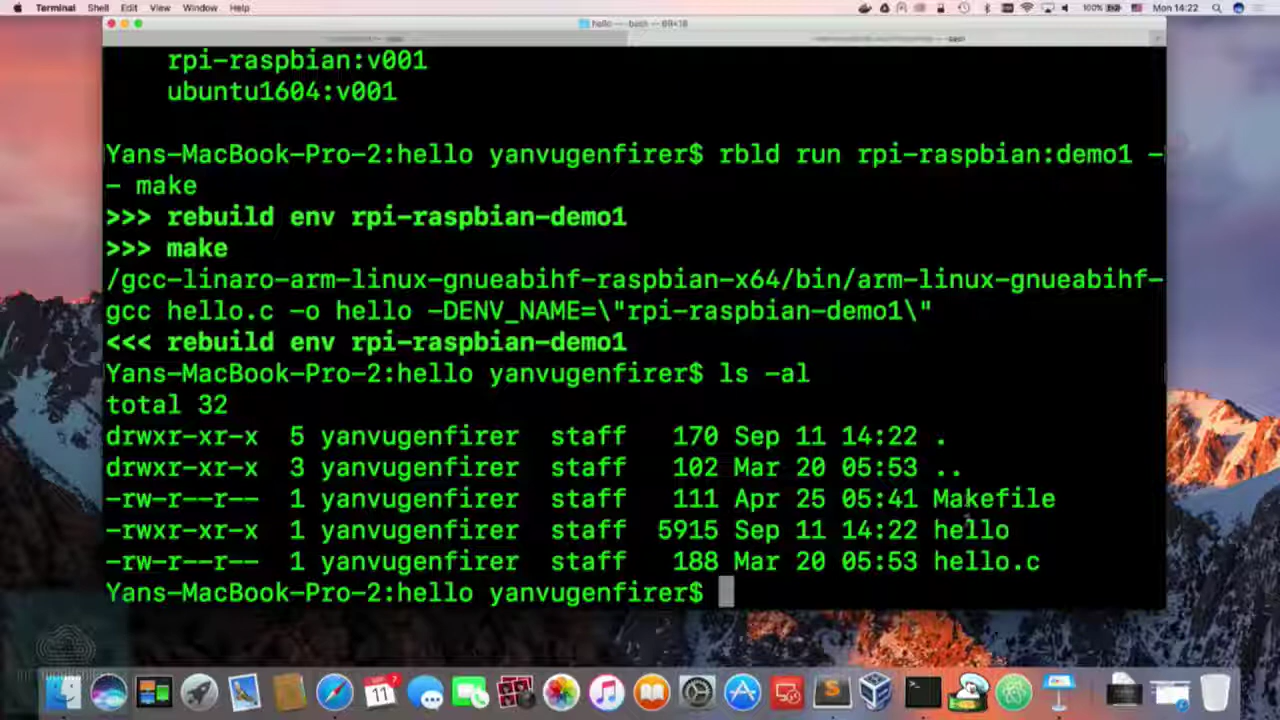 Terminal Shell Edit View Window Help 100% Mon 14:22
hello — -bash — 69×18
rpi-raspbian:v001
ubuntu1604:v001
Yans-MacBook-Pro-2:hello yanvugenfirer$ rbld run rpi-raspbian:demo1 -
- make
>>> rebuild env rpi-raspbian-demo1
>>> make
/gcc-linaro-arm-linux-gnueabihf-raspbian-x64/bin/arm-linux-gnueabihf-
gcc hello.c -o hello -DENV_NAME=\"rpi-raspbian-demo1\"
<<< rebuild env rpi-raspbian-demo1
Yans-MacBook-Pro-2:hello yanvugenfirer$ ls -al
total 32
drwxr-xr-x 5 yanvugenfirer staff 170 Sep 11 14:22 .
drwxr-xr-x 3 yanvugenfirer staff 102 Mar 20 05:53 ..
-rw-r--r-- 1 yanvugenfirer staff 111 Apr 25 05:41 Makefile
-rwxr-xr-x 1 yanvugenfirer staff 5915 Sep 11 14:22 hello
-rw-r--r-- 1 yanvugenfirer staff 188 Mar 20 05:53 hello.c
Yans-MacBook-Pro-2:hello yanvugenfirer$
11
7